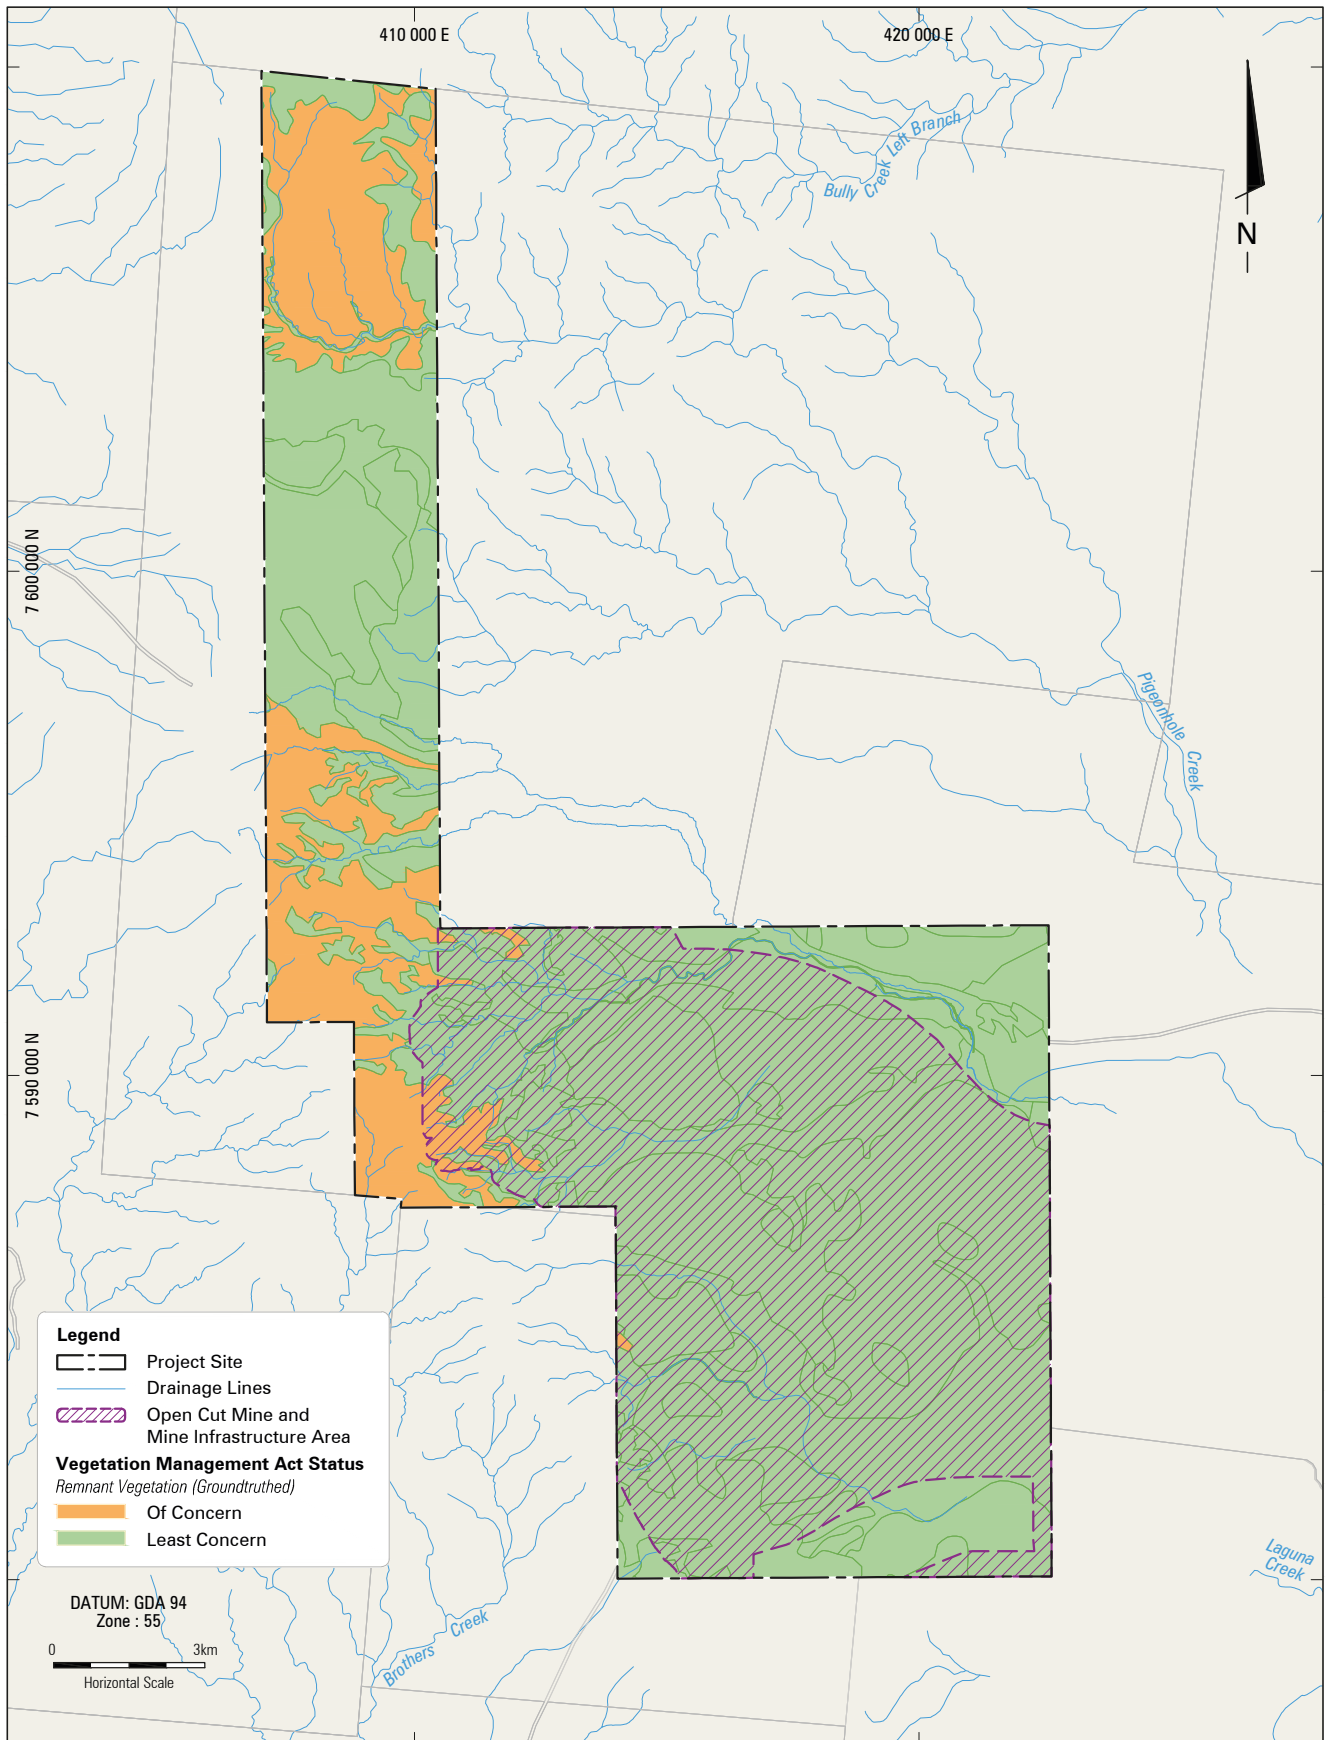 410 000 E
420 000 E
Bully Creek Left Branch
N
7 600 000 N
Pigeonhole Creek
7 590 000 N
Legend
Project Site
Drainage Lines
Open Cut Mine and
Mine Infrastructure Area
Vegetation Management Act Status
Remnant Vegetation (Groundtruthed)
Of Concern
Least Concern
Laguna
Creek
DATUM: GDA 94
Zone : 55
0 3km
Horizontal Scale
Brothers Creek